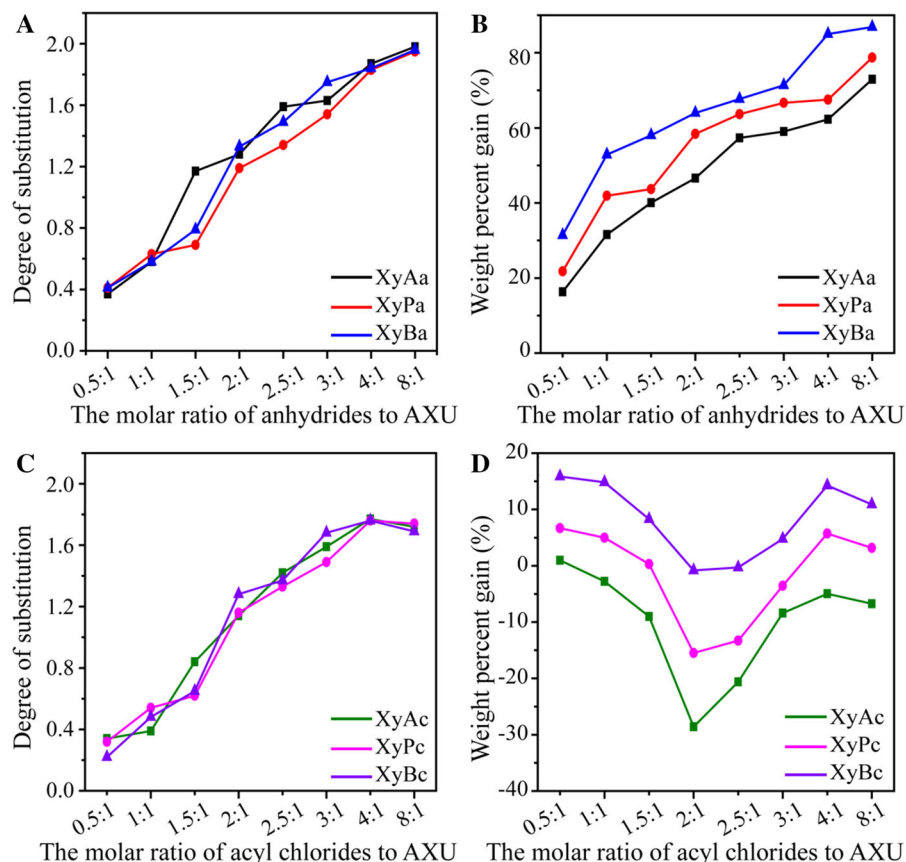 A
Degree of substitution
2.0
1.6
1.2
0.8
0.4
0.0
XyAa
XyPa
XyBa
0.5:1 1:1 1.5:1 2:1 2.5:1 3:1 4:1 8:1
The molar ratio of anhydrides to AXU
B
Weight percent gain (%)
80
60
40
20
0
XyAa
XyPa
XyBa
0.5:1 1:1 1.5:1 2:1 2.5:1 3:1 4:1 8:1
The molar ratio of anhydrides to AXU
C
Degree of substitution
2.0
1.6
1.2
0.8
0.4
0.0
XyAc
XyPc
XyBc
0.5:1 1:1 1.5:1 2:1 2.5:1 3:1 4:1 8:1
The molar ratio of acyl chlorides to AXU
D
Weight percent gain (%)
20
10
0
-10
-20
-30
-40
XyAc
XyPc
XyBc
0.5:1 1:1 1.5:1 2:1 2.5:1 3:1 4:1 8:1
The molar ratio of acyl chlorides to AXU